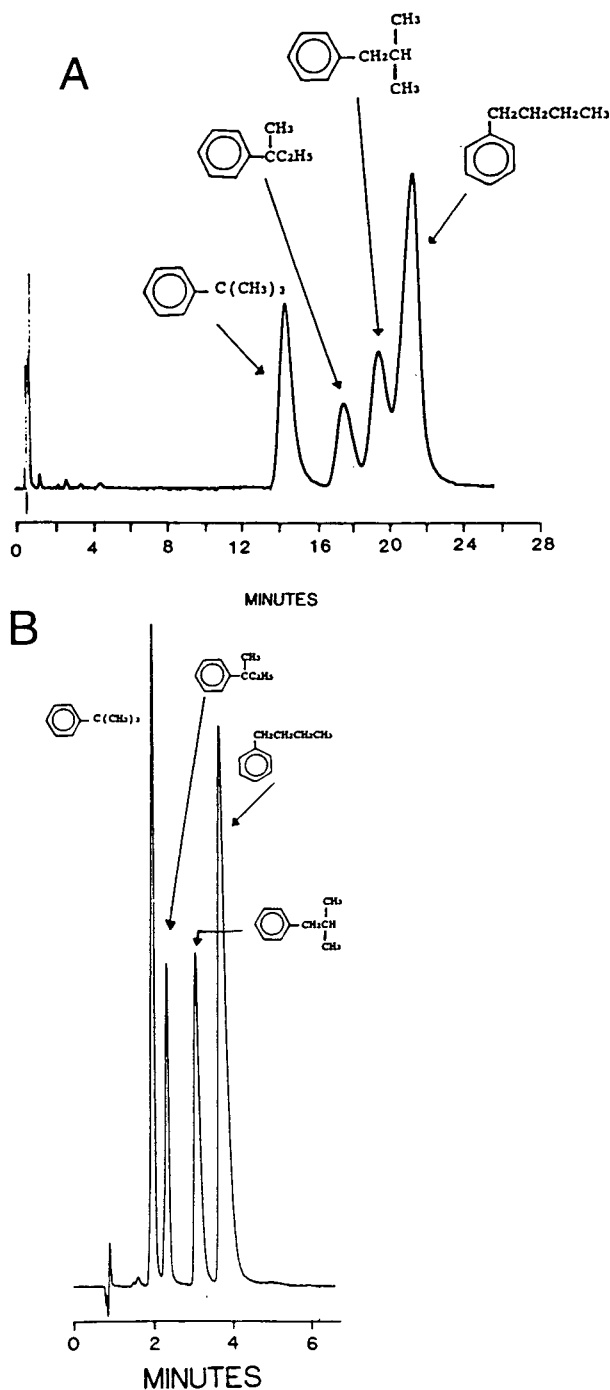 A
CH3
CH2CH
CH3
CH2CH2CH2CH3
CH3
CC2H5
C(CH3)3
0 4 8 12 16 20 24 28
MINUTES
B
CH3
CC2H5
C(CH3)3
CH2CH2CH2CH3
CH3
CH2CH
CH3
0 2 4 6
MINUTES